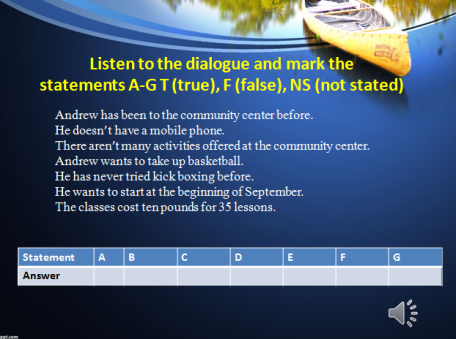 Listen to the dialogue and mark the
statements A-G T (true), F (false), NS (not stated)
Andrew has been to the community center before.
He doesn't have a mobile phone.
There aren't many activities offered at the community center.
Andrew wants to take up basketball.
He has never tried kick boxing before.
He wants to start at the beginning of September.
The classes cost ten pounds for 35 lessons.
Statement A B C D E F G
Answer
ppt.com